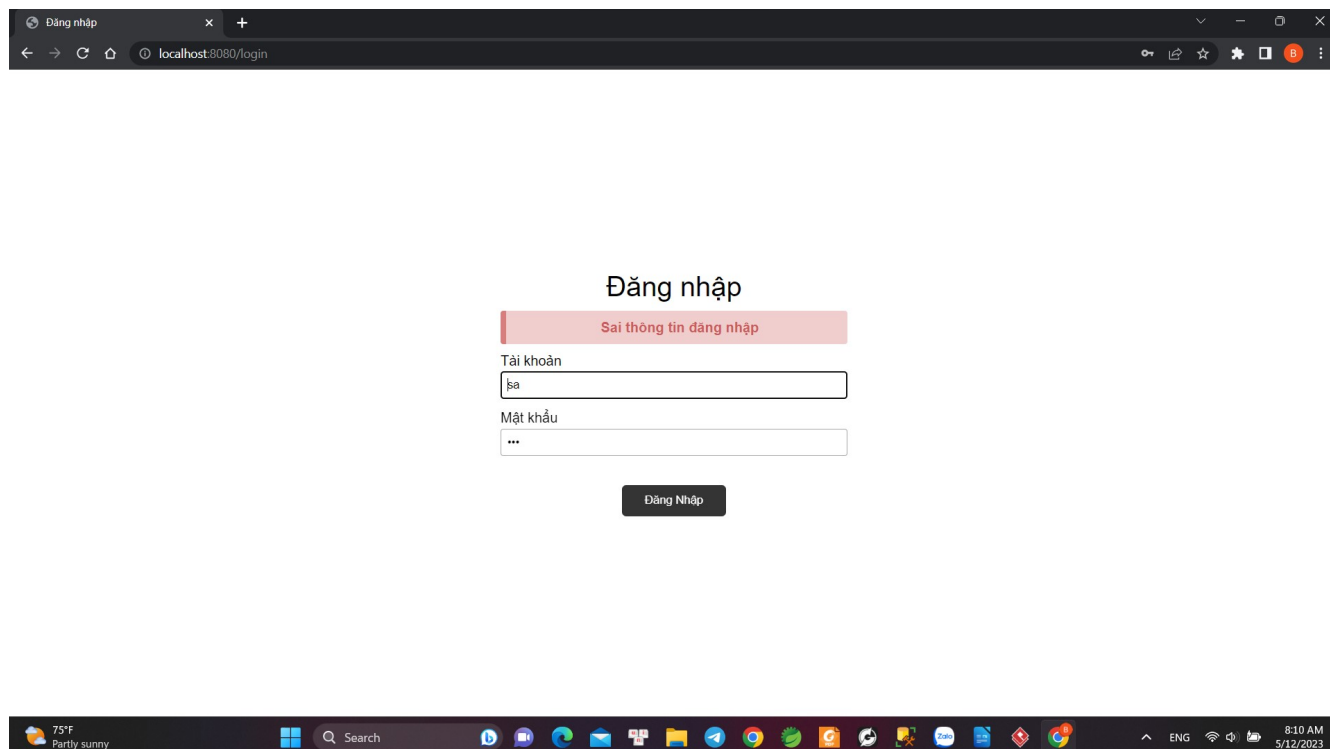 Đăng nhập
localhost:8080/login
B
Đăng nhập
Sai thông tin đăng nhập
Tài khoản
sa
Mật khẩu
•••
Đăng Nhập
75°F
Partly sunny
Search
Zalo
ENG
8:10 AM
5/12/2023